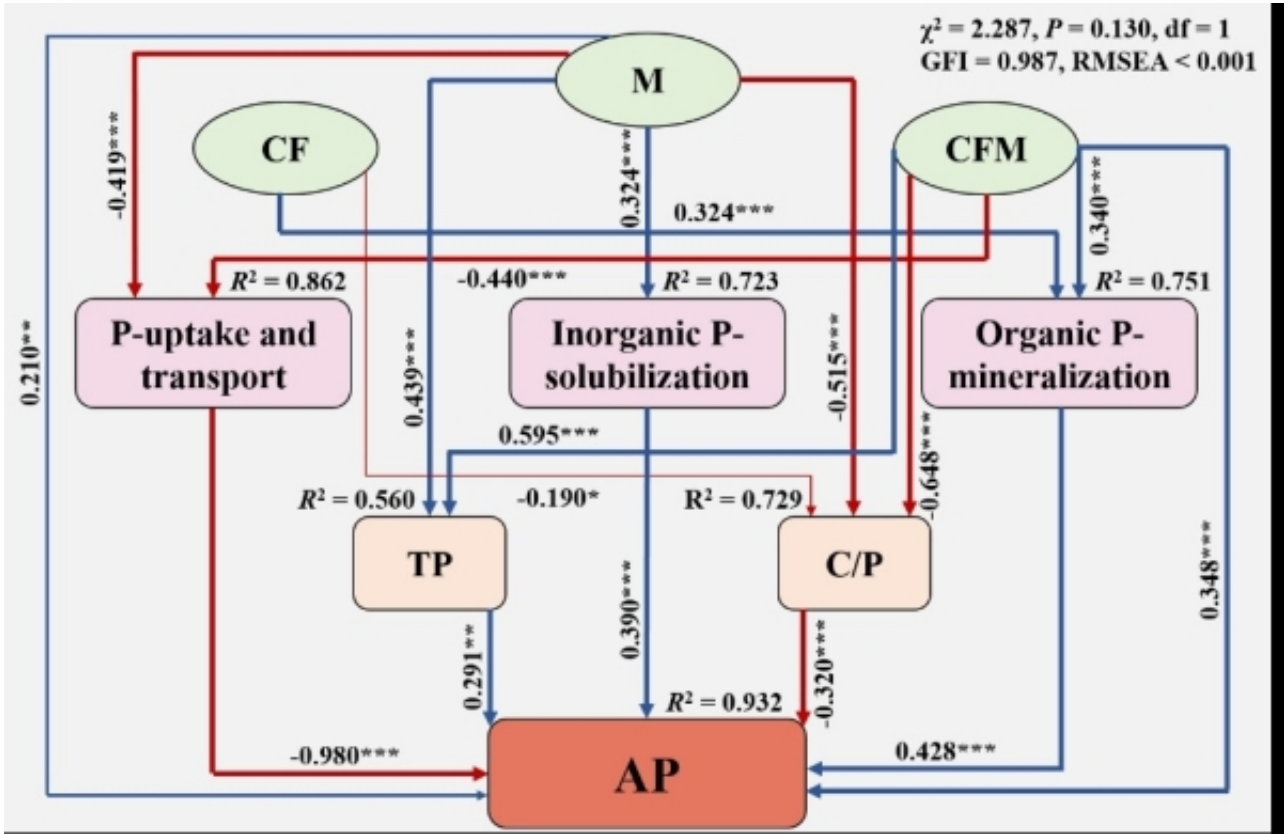 χ² = 2.287, P = 0.130, df = 1
GFI = 0.987, RMSEA < 0.001
M
CF
CFM
-0.419***
0.324***
0.324***
0.340***
R² = 0.862
-0.440***
R² = 0.723
R² = 0.751
P-uptake and
transport
Inorganic P-
solubilization
Organic P-
mineralization
0.210**
0.439***
-0.515***
0.595***
-0.648***
R² = 0.560
-0.190*
R² = 0.729
TP
C/P
0.348***
0.291**
0.390***
-0.320***
R² = 0.932
-0.980***
AP
0.428***